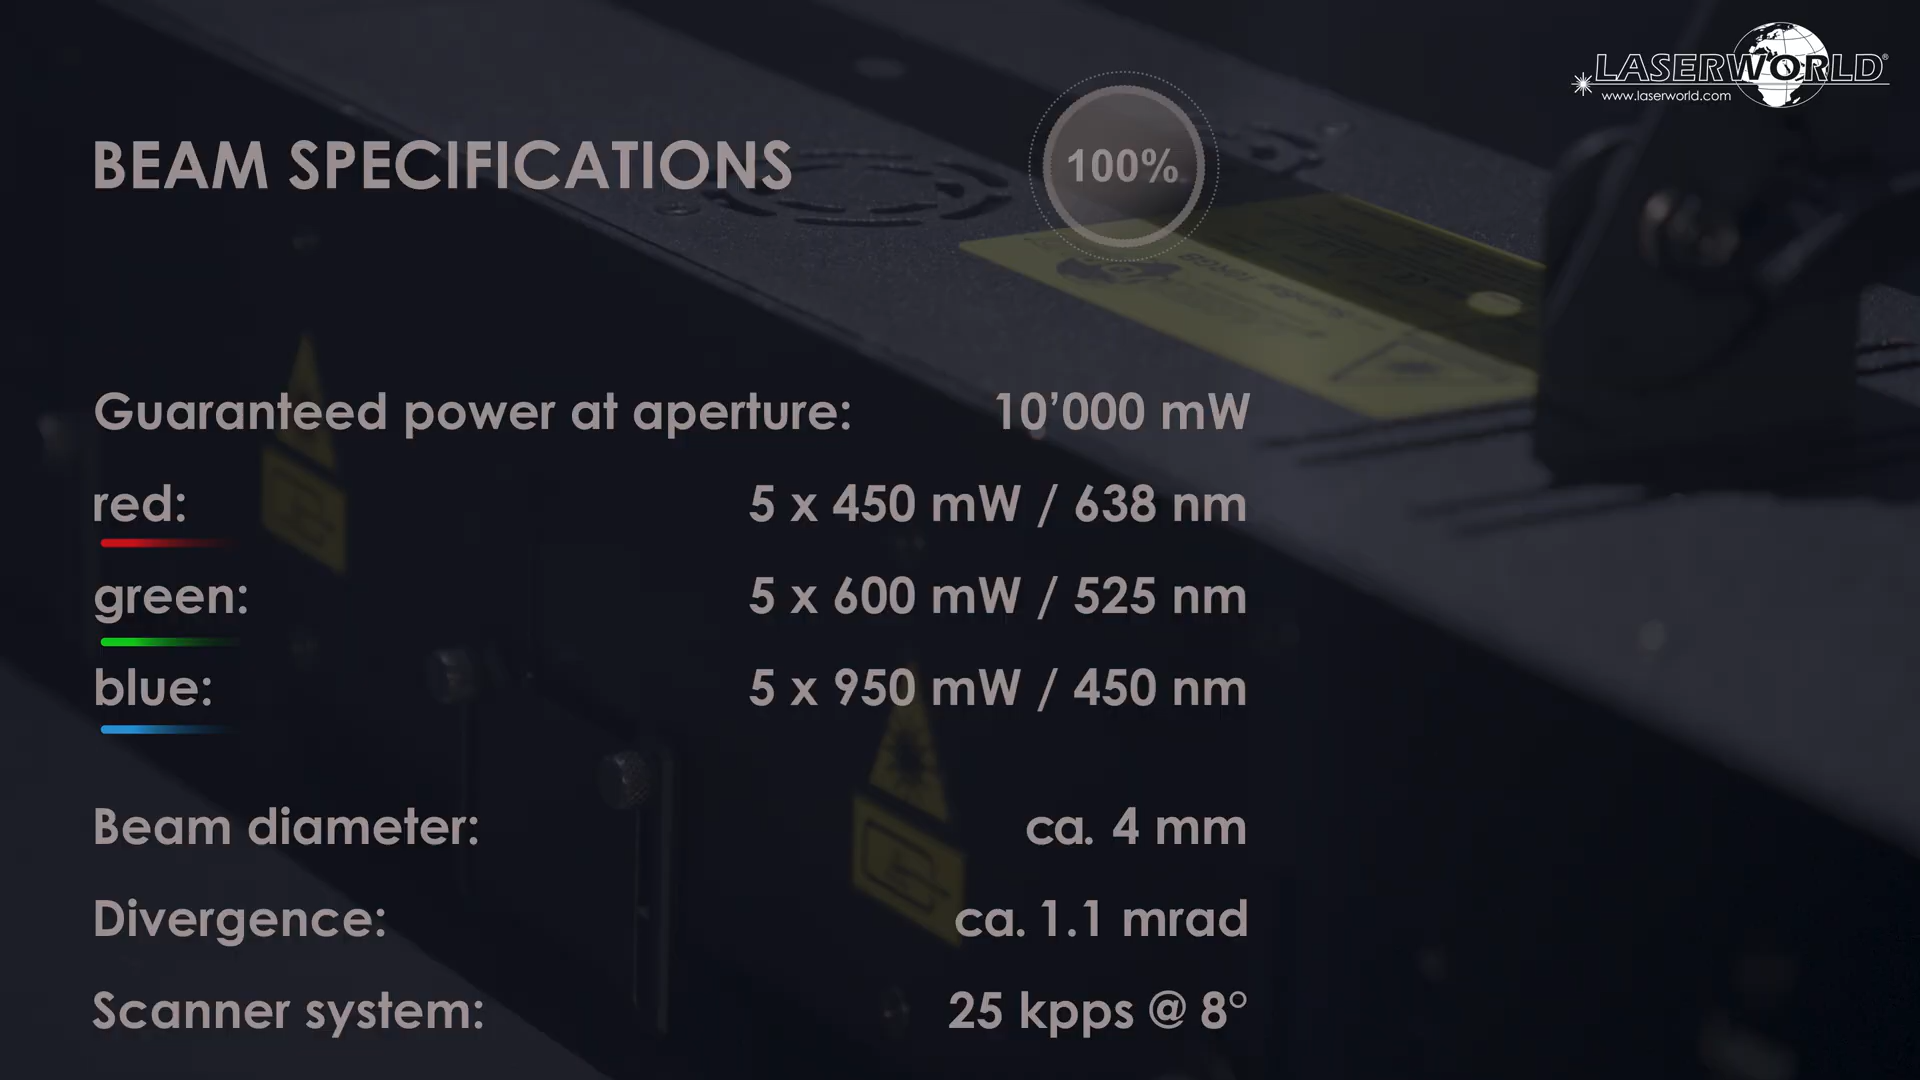 LASERWORLD®
www.laserworld.com
BEAM SPECIFICATIONS
100%
Guaranteed power at aperture: 10’000 mW
red: 5 x 450 mW / 638 nm
green: 5 x 600 mW / 525 nm
blue: 5 x 950 mW / 450 nm
Beam diameter: ca. 4 mm
Divergence: ca. 1.1 mrad
Scanner system: 25 kpps @ 8°